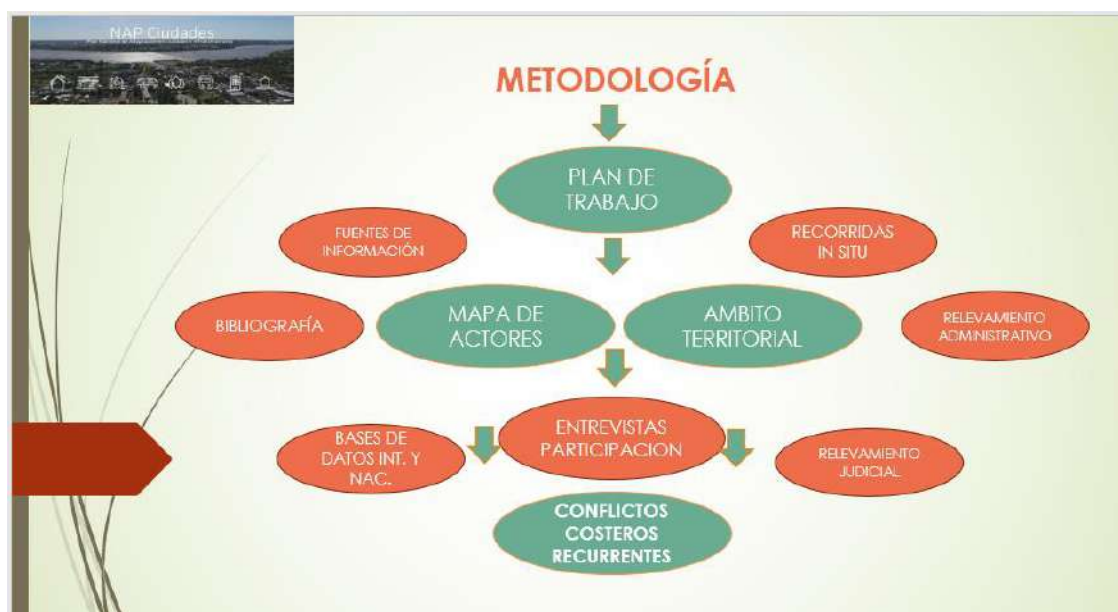 NAP Ciudades
METODOLOGÍA
PLAN DE
TRABAJO
FUENTES DE
INFORMACIÓN
RECORRIDAS
IN SITU
BIBLIOGRAFÍA
MAPA DE
ACTORES
AMBITO
TERRITORIAL
RELEVAMIENTO
ADMINISTRATIVO
BASES DE
DATOS INT. Y
NAC.
ENTREVISTAS
PARTICIPACION
RELEVAMIENTO
JUDICIAL
CONFLICTOS
COSTEROS
RECURRENTES